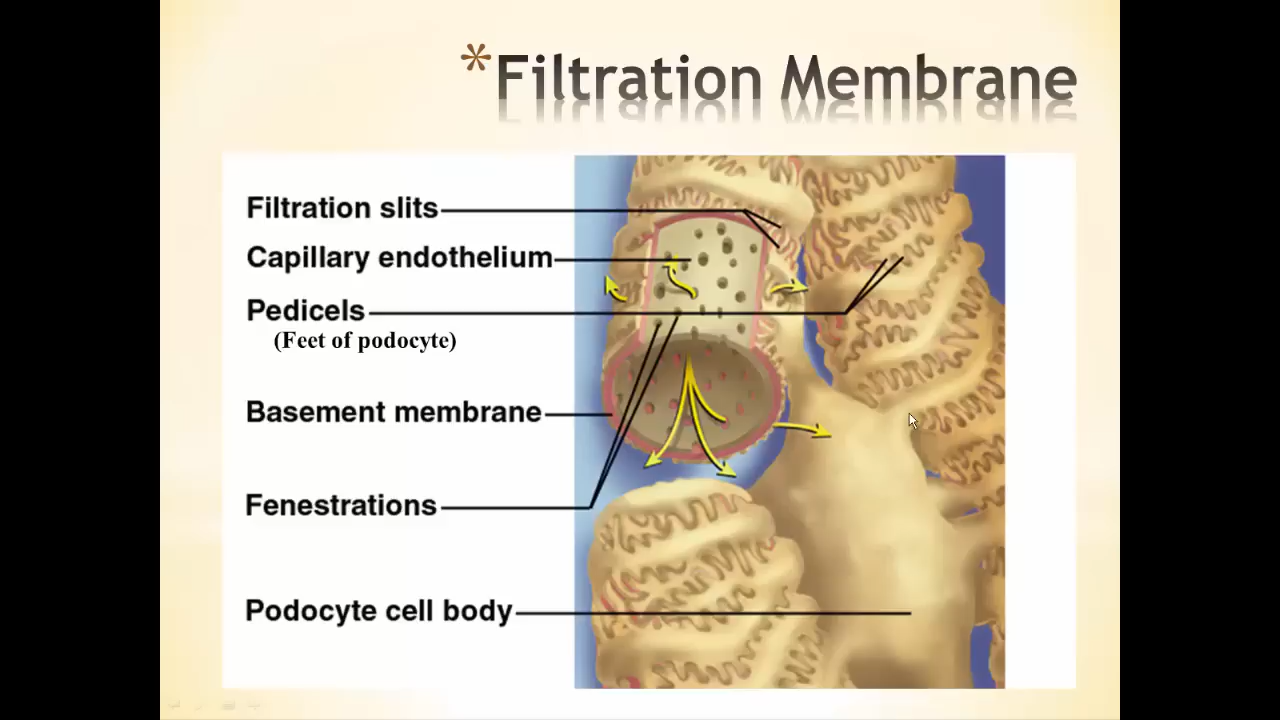 *Filtration Membrane
Filtration slits
Capillary endothelium
Pedicels
(Feet of podocyte)
Basement membrane
Fenestrations
Podocyte cell body